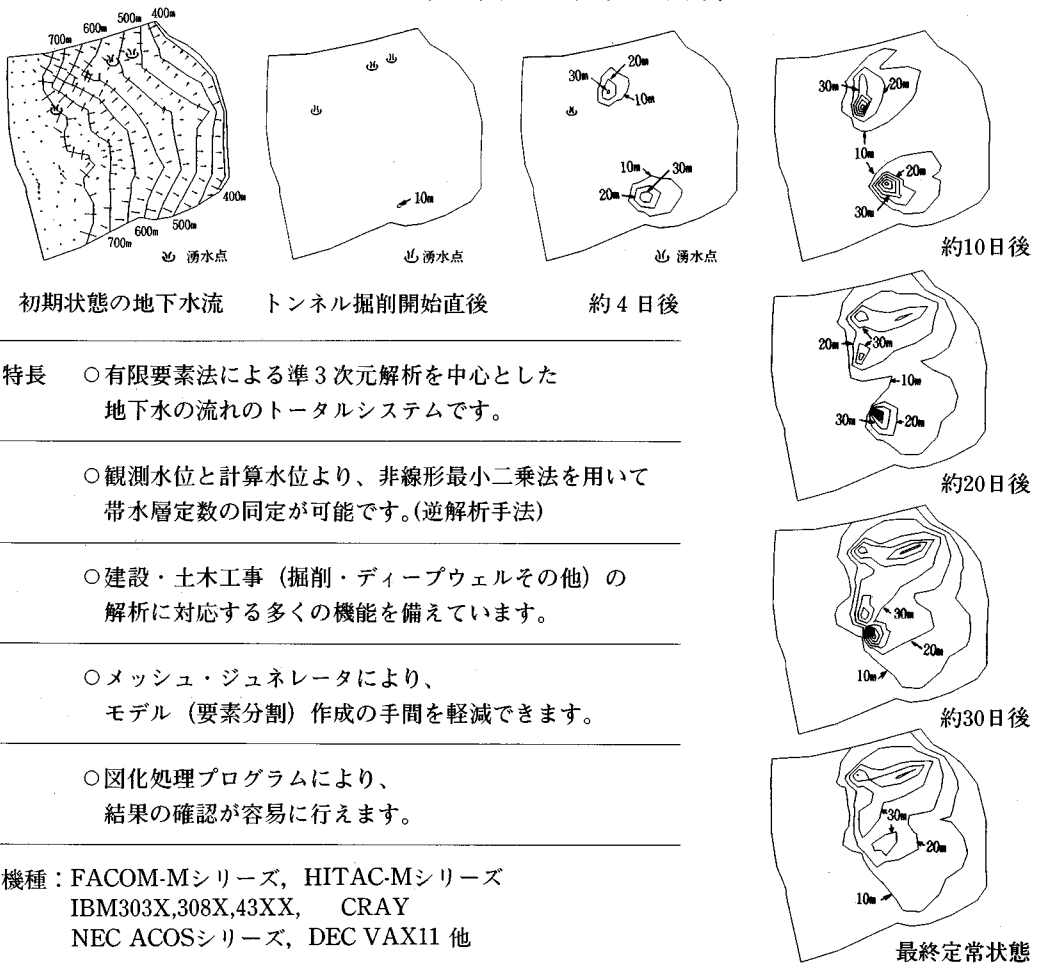 400m
500m
600m
700m
400m
500m
600m
700m
湧水点
初期状態の地下水流
10m
湧水点
トンネル掘削開始直後
20m
30m
10m
10m
30m
20m
湧水点
約4日後
30m
20m
10m
20m
30m
約10日後
20m
30m
10m
30m
20m
約20日後
30m
20m
10m
約30日後
30m
20m
10m
最終定常状態
特長 ○有限要素法による準3次元解析を中心とした
地下水の流れのトータルシステムです。
○観測水位と計算水位より、非線形最小二乗法を用いて
帯水層定数の同定が可能です。(逆解析手法)
○建設・土木工事(掘削・ディープウェルその他)の
解析に対応する多くの機能を備えています。
○メッシュ・ジュネレータにより、
モデル(要素分割)作成の手間を軽減できます。
○図化処理プログラムにより、
結果の確認が容易に行えます。
機種:FACOM-Mシリーズ, HITAC-Mシリーズ
IBM303X,308X,43XX, CRAY
NEC ACOSシリーズ, DEC VAX11 他